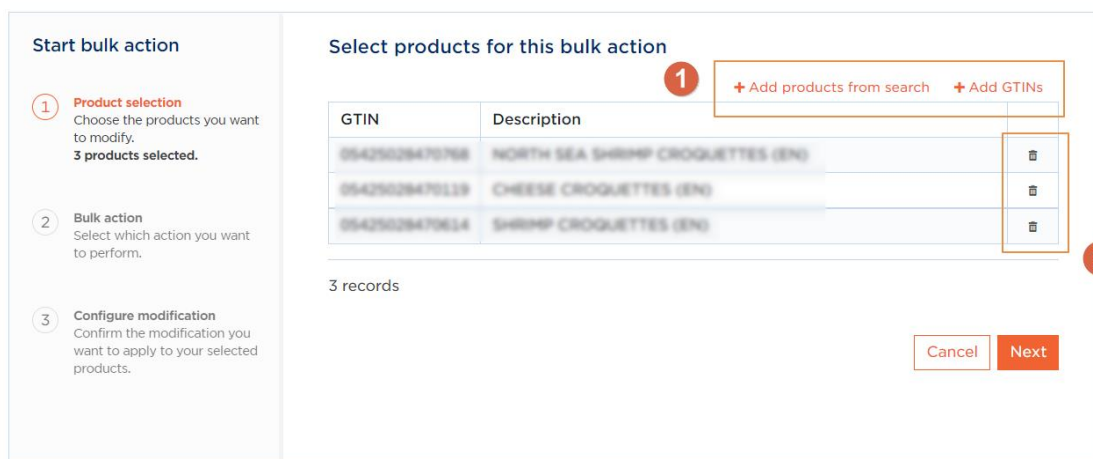 Start bulk action
1
Product selection
Choose the products you want
to modify.
3 products selected.
2
Bulk action
Select which action you want
to perform.
3
Configure modification
Confirm the modification you
want to apply to your selected
products.
Select products for this bulk action
1
+ Add products from search + Add GTINs
GTIN Description
05425028470768 NORTH SEA SHRIMP CROQUETTES (EN)
05425028470119 CHEESE CROQUETTES (EN)
05425028470614 SHRIMP CROQUETTES (EN)
3 records
Cancel Next